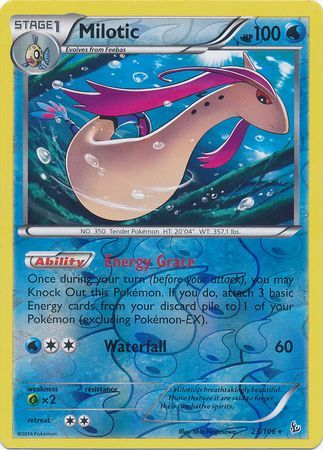 STAGE1
Milotic
HP100
Evolves from Feebas
NO. 350 Tender Pokémon HT: 20'04" WT: 357.1 lbs.
Ability Energy Grace
Once during your turn (before your attack), you may
Knock Out this Pokémon. If you do, attach 3 basic
Energy cards from your discard pile to 1 of your
Pokémon (excluding Pokémon-EX).
Waterfall 60
weakness resistance
×2
retreat
Milotic is breathtakingly beautiful.
Those that see it are said to forget
their combative spirits.
©2014 Pokémon
Illus.
23/106 ★